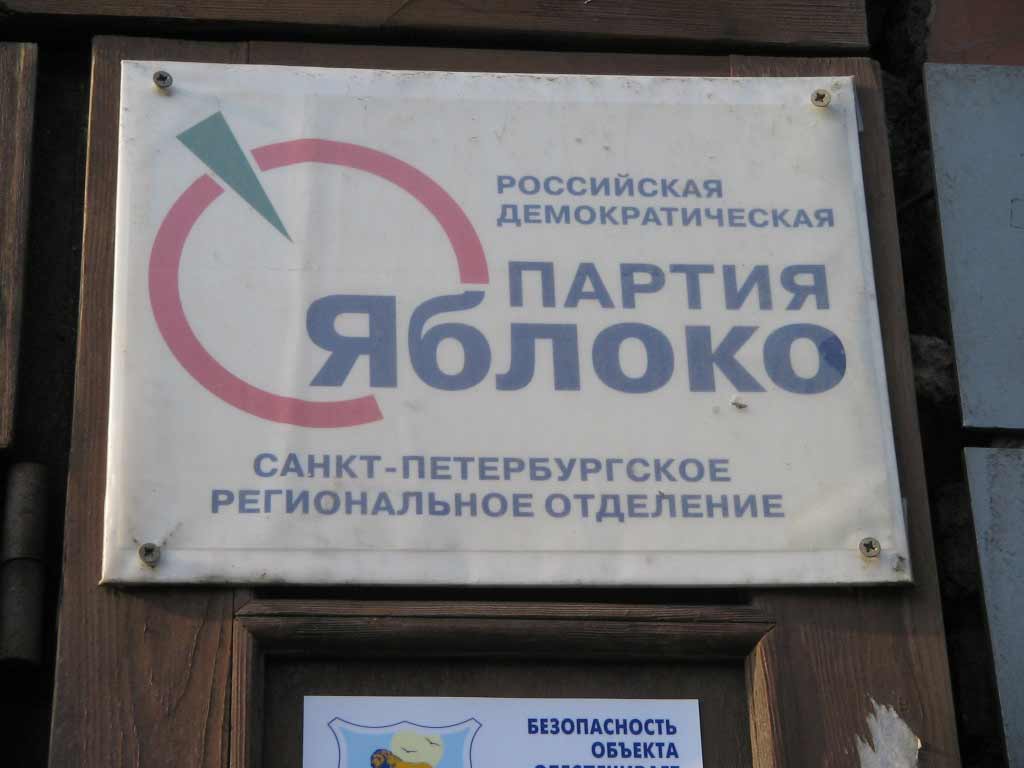 РОССИЙСКАЯ
ДЕМОКРАТИЧЕСКАЯ
ПАРТИЯ
Яблоко
САНКТ-ПЕТЕРБУРГСКОЕ
РЕГИОНАЛЬНОЕ ОТДЕЛЕНИЕ
БЕЗОПАСНОСТЬ
ОБЪЕКТА